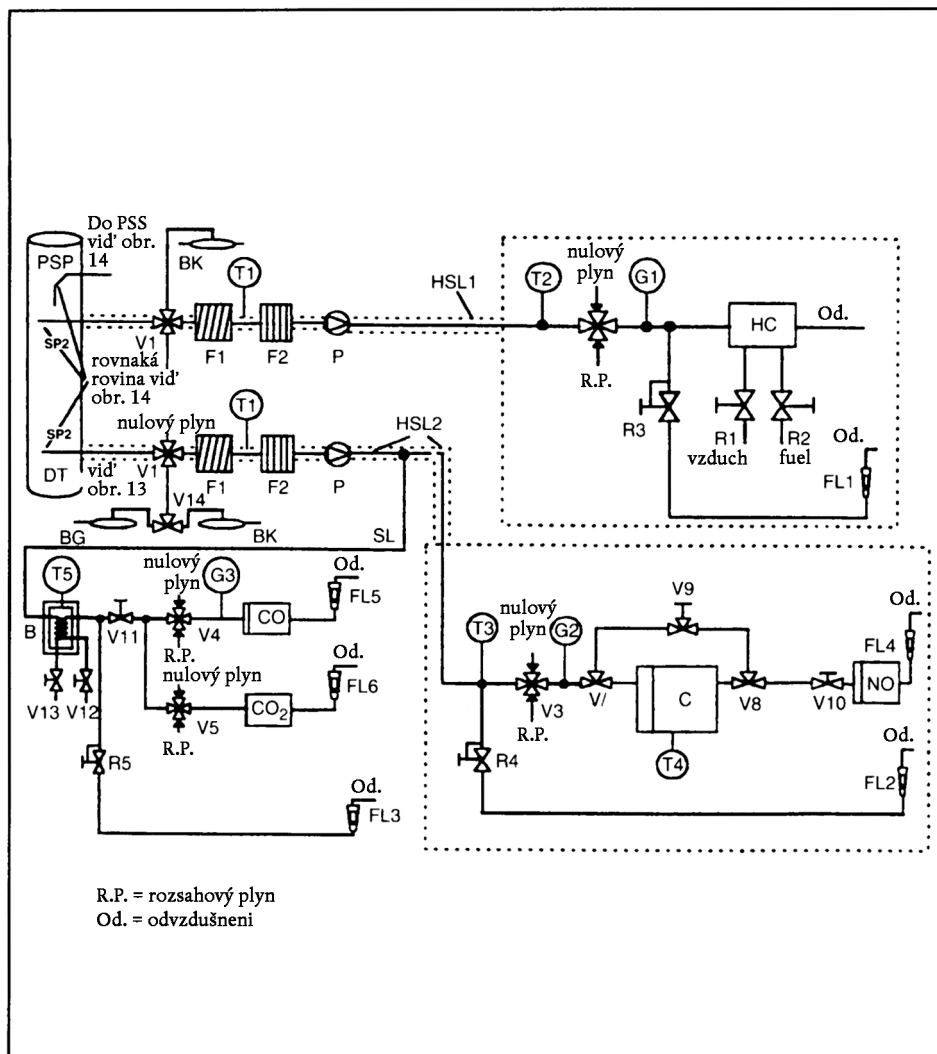 Do PSS
viď obr.
14
PSP
BK
T1
HSL1
T2
nulový
plyn
G1
HC
Od.
SP2
V1
F1
F2
P
R.P.
rovnaká
rovina viď
obr. 14
R3
R1
vzduch
R2
fuel
Od.
FL1
SP2
nulový plyn
T1
HSL2
DT
viď
obr. 13
V1
F1
F2
P
V14
BG
BK
SL
nulový
plyn
G3
Od.
FL5
T5
B
V11
V4
CO
R.P.
nulový plyn
Od.
FL6
V13
V12
V5
CO2
R.P.
R5
Od.
FL3
V9
T3
nulový
plyn
G2
Od.
FL4
V3
V/
C
V8
V10
NO
R.P.
R4
T4
Od.
FL2
R.P. = rozsahový plyn
Od. = odvzdušneni